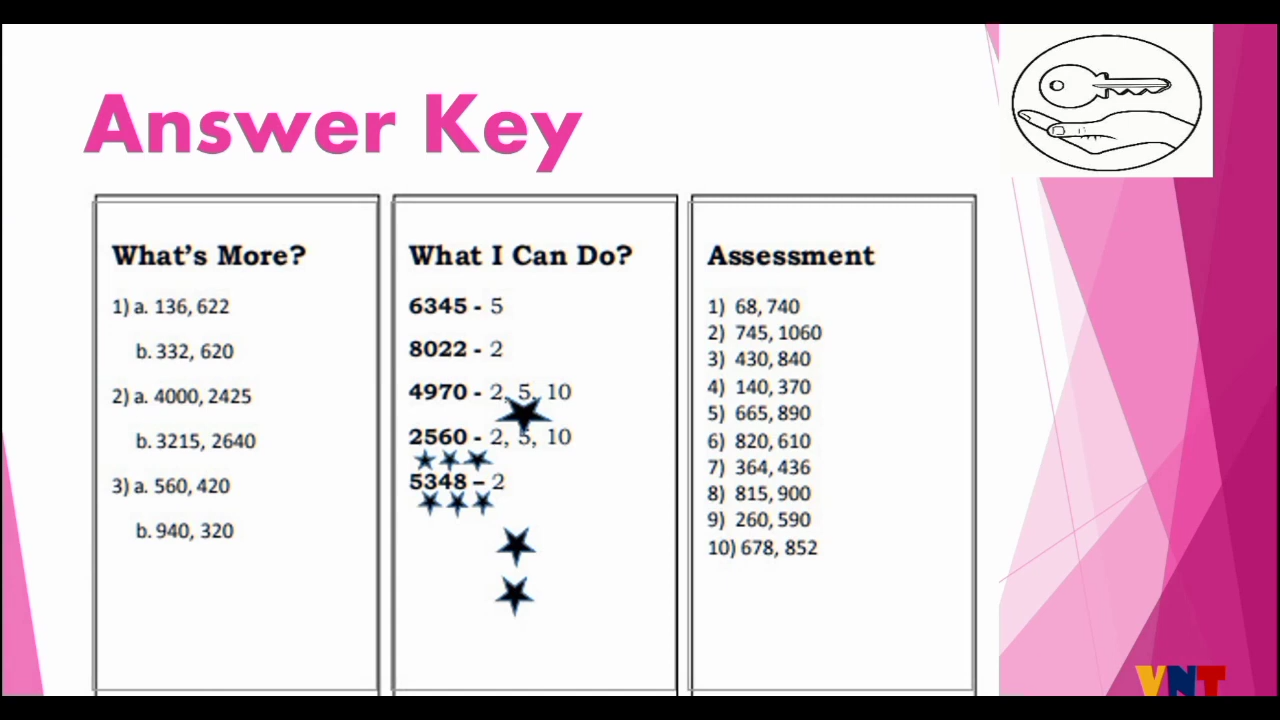 Answer Key
What's More?
1) a. 136, 622
b. 332, 620
2) a. 4000, 2425
b. 3215, 2640
3) a. 560, 420
b. 940, 320
What I Can Do?
6345 - 5
8022 - 2
4970 - 2, 5, 10
2560 - 2, 5, 10
5348 – 2
Assessment
1) 68, 740
2) 745, 1060
3) 430, 840
4) 140, 370
5) 665, 890
6) 820, 610
7) 364, 436
8) 815, 900
9) 260, 590
10) 678, 852
VNT